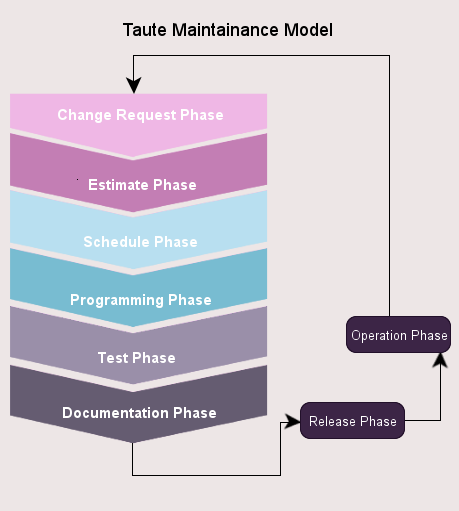 Taute Maintainance Model
Change Request Phase
Estimate Phase
Schedule Phase
Programming Phase
Test Phase
Documentation Phase
Release Phase
Operation Phase